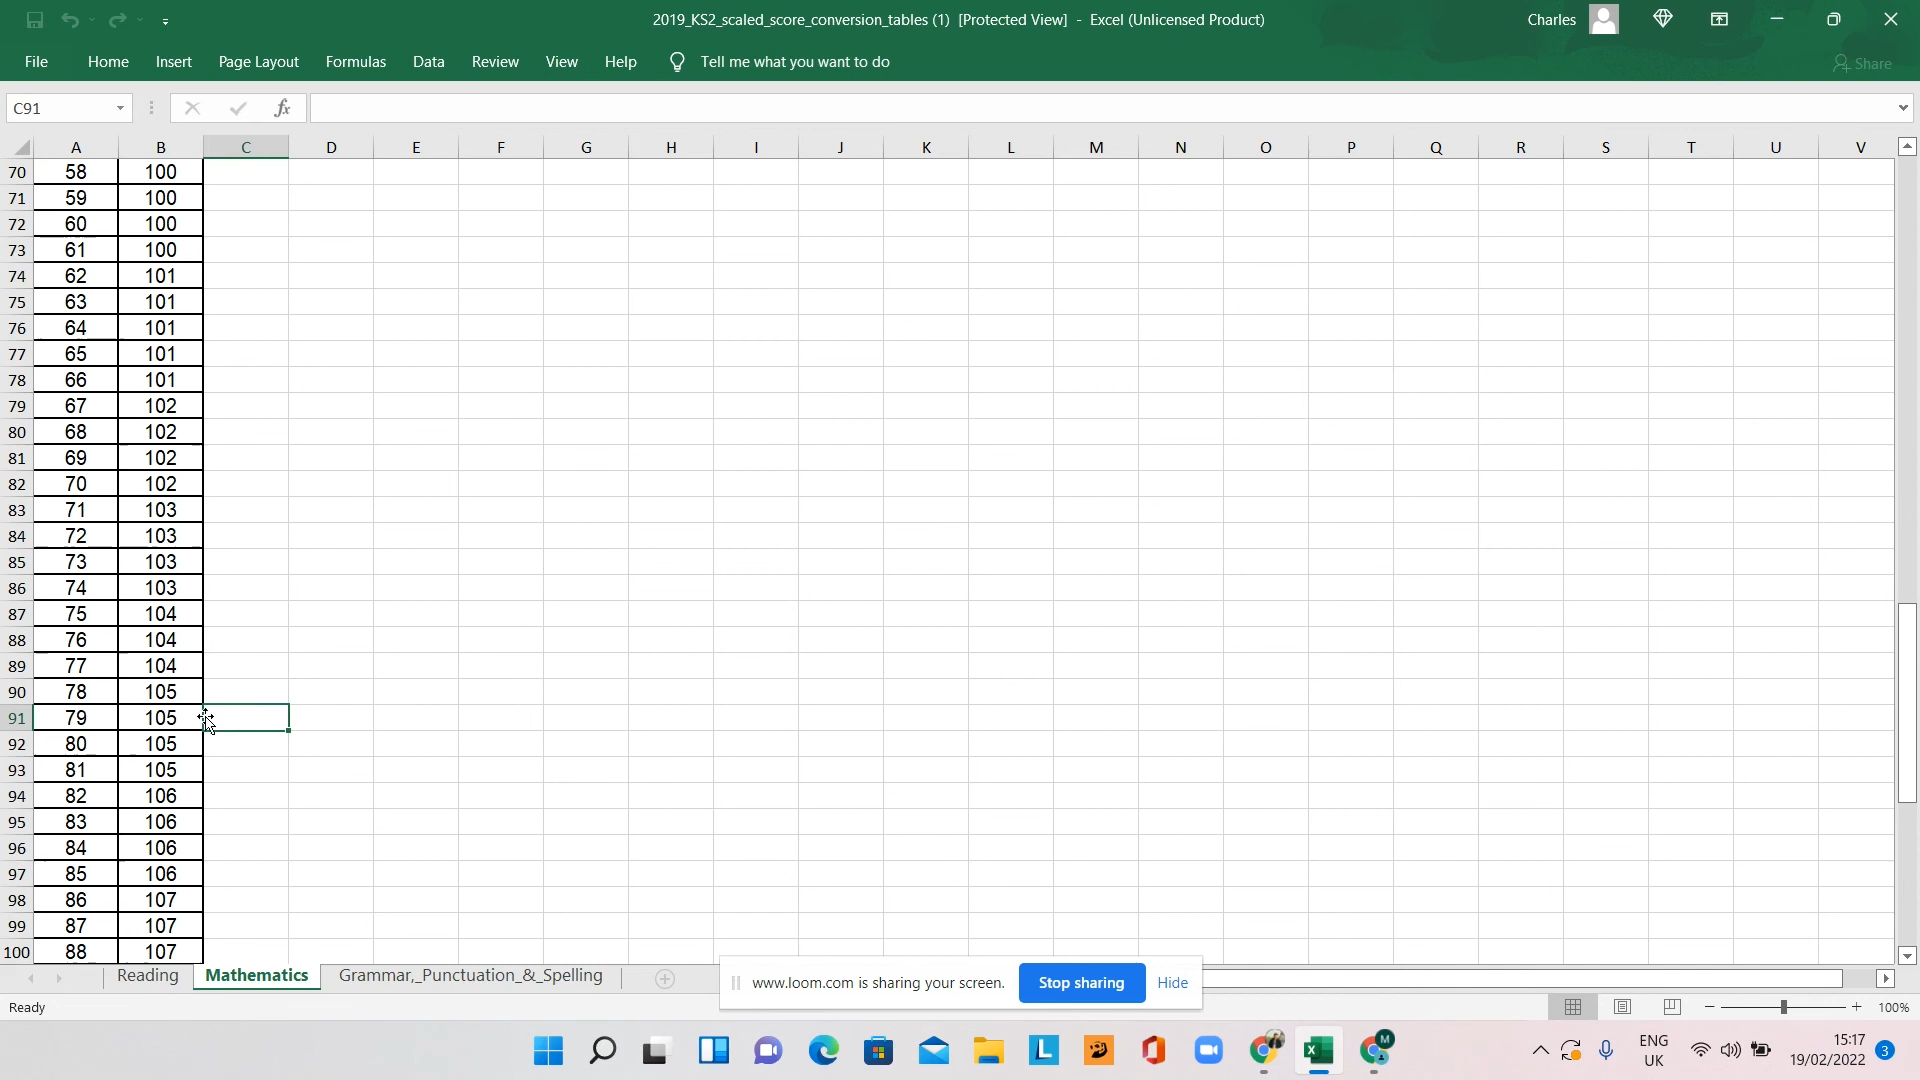 2019_KS2_scaled_score_conversion_tables (1) [Protected View] - Excel (Unlicensed Product)
Charles
File Home Insert Page Layout Formulas Data Review View Help Tell me what you want to do
Share
C91
fx
A B C D E F G H I J K L M N O P Q R S T U V
70 58 100
71 59 100
72 60 100
73 61 100
74 62 101
75 63 101
76 64 101
77 65 101
78 66 101
79 67 102
80 68 102
81 69 102
82 70 102
83 71 103
84 72 103
85 73 103
86 74 103
87 75 104
88 76 104
89 77 104
90 78 105
91 79 105
92 80 105
93 81 105
94 82 106
95 83 106
96 84 106
97 85 106
98 86 107
99 87 107
100 88 107
Reading Mathematics Grammar,_Punctuation_&_Spelling
www.loom.com is sharing your screen. Stop sharing Hide
Ready
100%
L
M
ENG
UK
15:17
19/02/2022
3